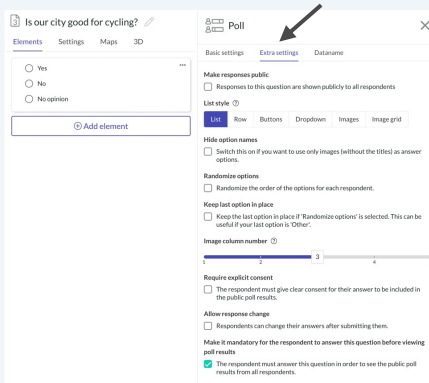 3 Is our city good for cycling?
Elements Settings Maps 3D
Yes
No
No opinion
Add element
Poll
Basic settings Extra settings Dataname
Make responses public
Responses to this question are shown publicly to all respondents
List style ?
List Row Buttons Dropdown Images Image grid
Hide option names
Switch this on if you want to use only images (without the titles) as answer
options.
Randomize options
Randomize the order of the options for each respondent.
Keep last option in place
Keep the last option in place if 'Randomize options' is selected. This can be
useful if your last option is 'Other'.
Image column number ?
1 2 3 4
Require explicit consent
The respondent must give clear consent for their answer to be included in
the public poll results.
Allow response change
Respondents can change their answers after submitting them.
Make it mandatory for the respondent to answer this question before viewing
poll results
The respondent must answer this question in order to see the public poll
results from all respondents.